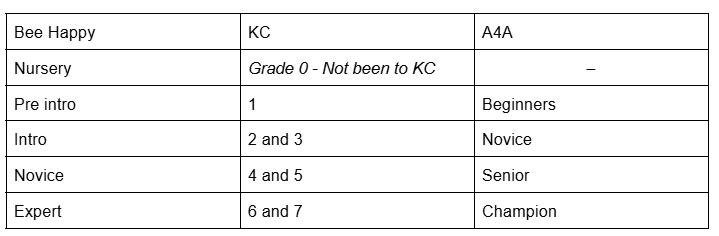 Bee Happy KC A4A
Nursery Grade 0 - Not been to KC –
Pre intro 1 Beginners
Intro 2 and 3 Novice
Novice 4 and 5 Senior
Expert 6 and 7 Champion